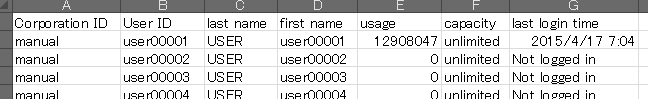 A B C D E F G
Corporation ID User ID last name first name usage capacity last login time
manual user00001 USER user00001 12908047 unlimited 2015/4/17 7:04
manual user00002 USER user00002 0 unlimited Not logged in
manual user00003 USER user00003 0 unlimited Not logged in
manual user00004 USER user00004 0 unlimited Not logged in